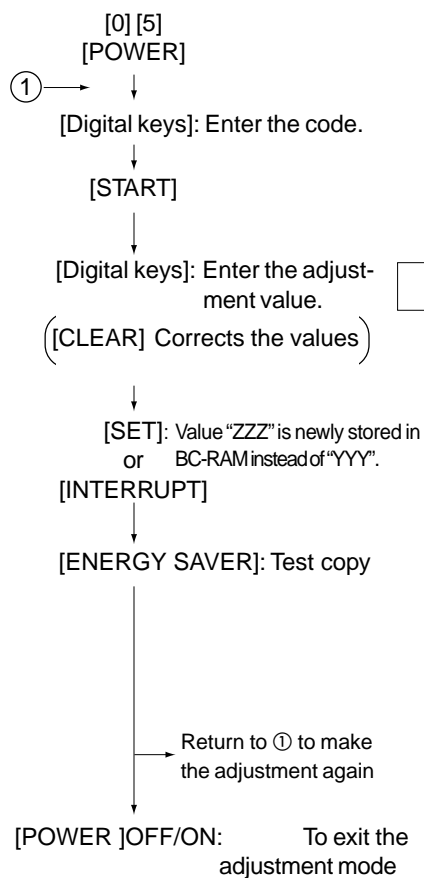 [0] [5]
[POWER]
①
[Digital keys]: Enter the code.
[START]
[Digital keys]: Enter the adjust-
ment value.
([CLEAR] Corrects the values)
[SET]: Value “ZZZ” is newly stored in
or BC-RAM instead of “YYY”.
[INTERRUPT]
[ENERGY SAVER]: Test copy
Return to ① to make
the adjustment again
[POWER ]OFF/ON: To exit the
adjustment mode